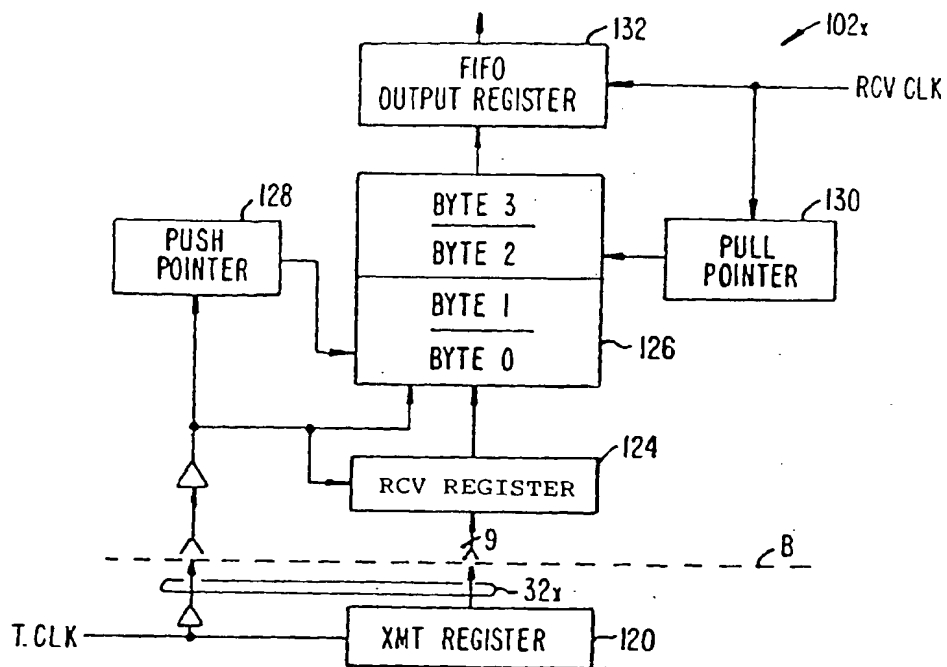 132
102x
FIFO
OUTPUT REGISTER
RCV CLK
128
PUSH
POINTER
BYTE 3
BYTE 2
BYTE 1
BYTE 0
130
PULL
POINTER
126
124
RCV REGISTER
9
B
32x
T. CLK
XMT REGISTER
120